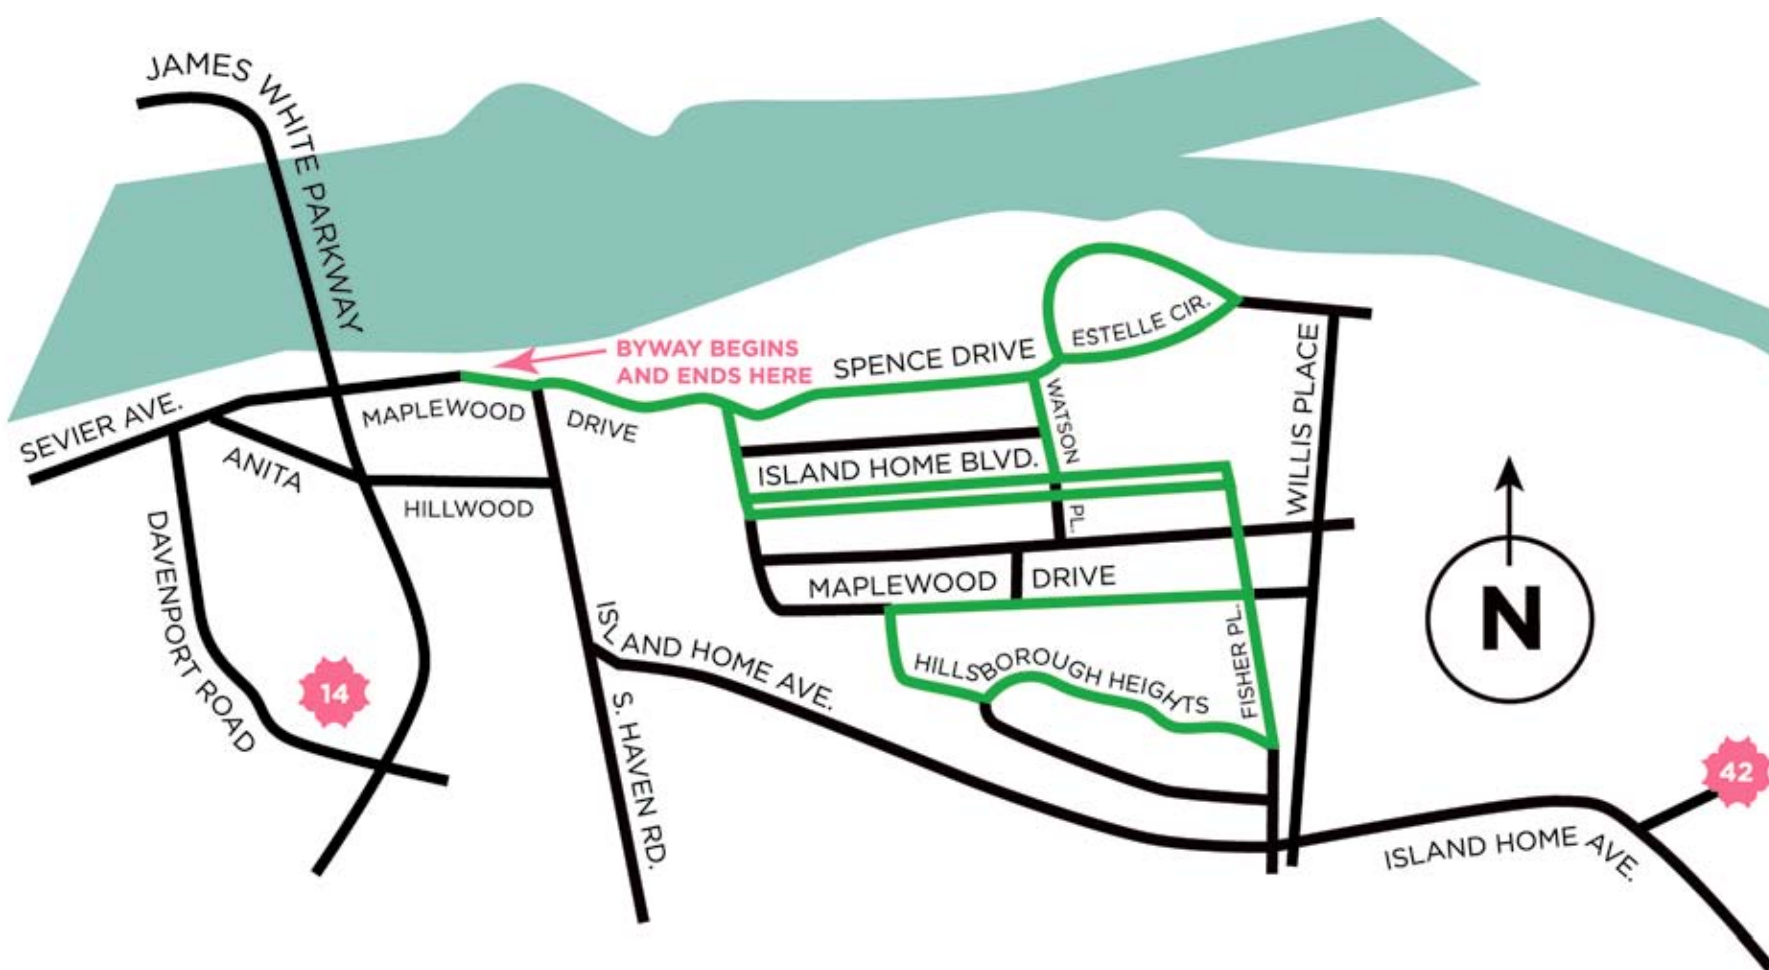 JAMES WHITE PARKWAY
BYWAY BEGINS
AND ENDS HERE
SPENCE DRIVE
ESTELLE CIR.
SEVIER AVE.
MAPLEWOOD DRIVE
WATSON PL.
WILLIS PLACE
ANITA
ISLAND HOME BLVD.
HILLWOOD
DAVENPORT ROAD
MAPLEWOOD DRIVE
N
ISLAND HOME AVE.
HILLSBOROUGH HEIGHTS
FISHER PL.
14
S. HAVEN RD.
42
ISLAND HOME AVE.